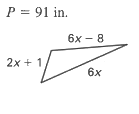 P = 91 in.
6x − 8
2x + 1
6x